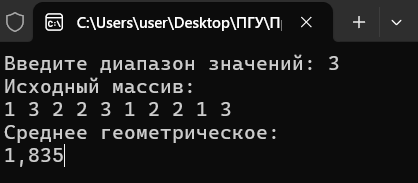 C:\Users\user\Desktop\ПГУ\Пр
Введите диапазон значений: 3
Исходный массив:
1 3 2 2 3 1 2 2 1 3
Среднее геометрическое:
1,835